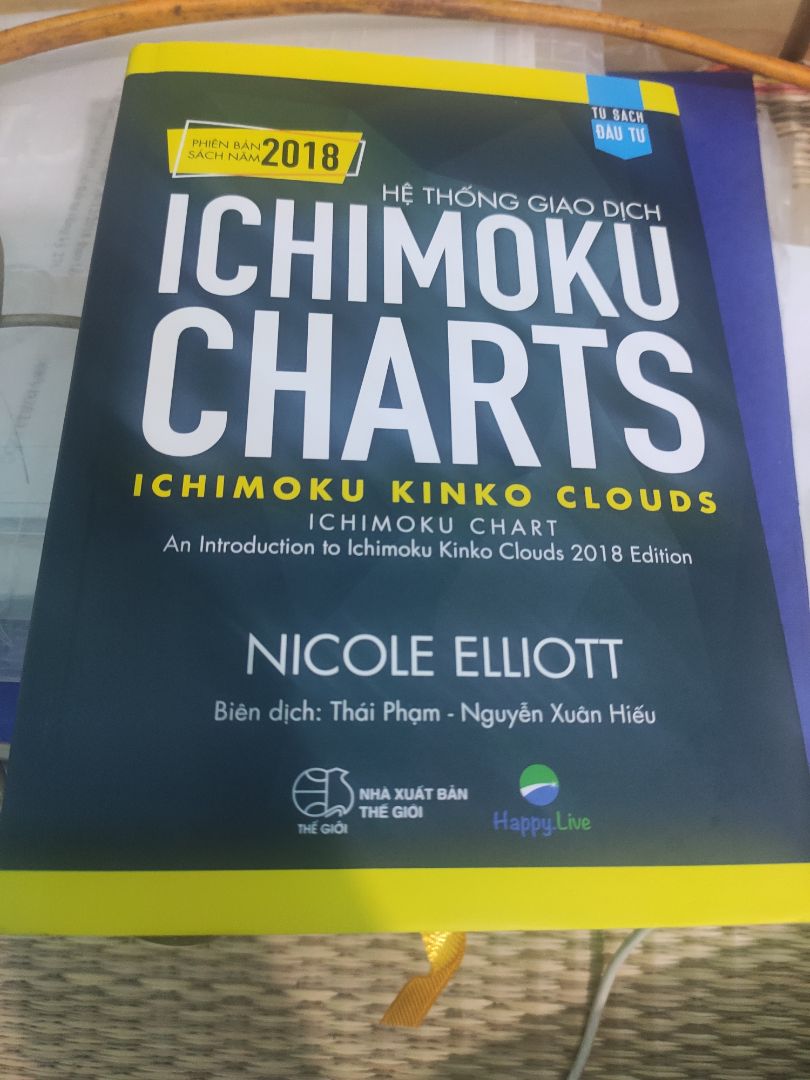 TỦ SÁCH
ĐẦU TƯ
PHIÊN BẢN
SÁCH NĂM 2018
HỆ THỐNG GIAO DỊCH
ICHIMOKU
CHARTS
ICHIMOKU KINKO CLOUDS
ICHIMOKU CHART
An Introduction to Ichimoku Kinko Clouds 2018 Edition
NICOLE ELLIOTT
Biên dịch: Thái Phạm - Nguyễn Xuân Hiếu
NHÀ XUẤT BẢN
THẾ GIỚI
THẾ GIỚI
Happy.Live